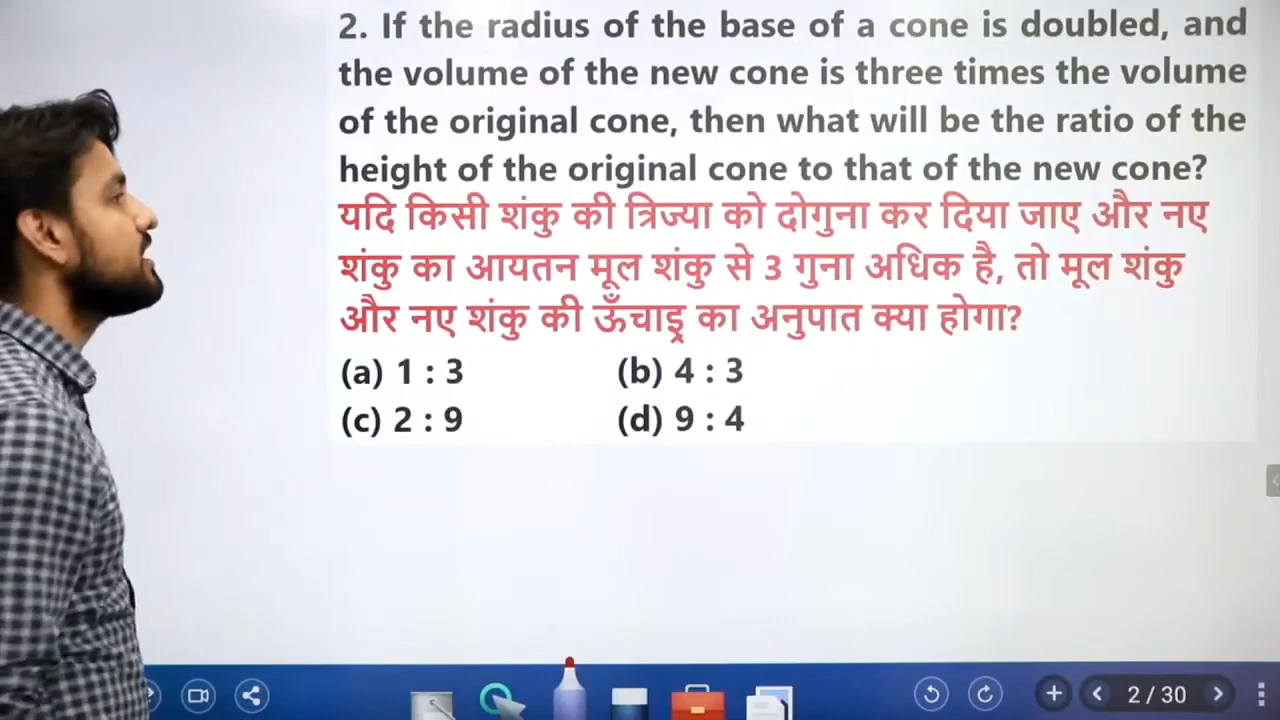 2. If the radius of the base of a cone is doubled, and
the volume of the new cone is three times the volume
of the original cone, then what will be the ratio of the
height of the original cone to that of the new cone?
यदि किसी शंकु की त्रिज्या को दोगुना कर दिया जाए और नए
शंकु का आयतन मूल शंकु से 3 गुना अधिक है, तो मूल शंकु
और नए शंकु की ऊँचाड्र का अनुपात क्या होगा?
(a) 1 : 3 (b) 4 : 3
(c) 2 : 9 (d) 9 : 4
2 / 30